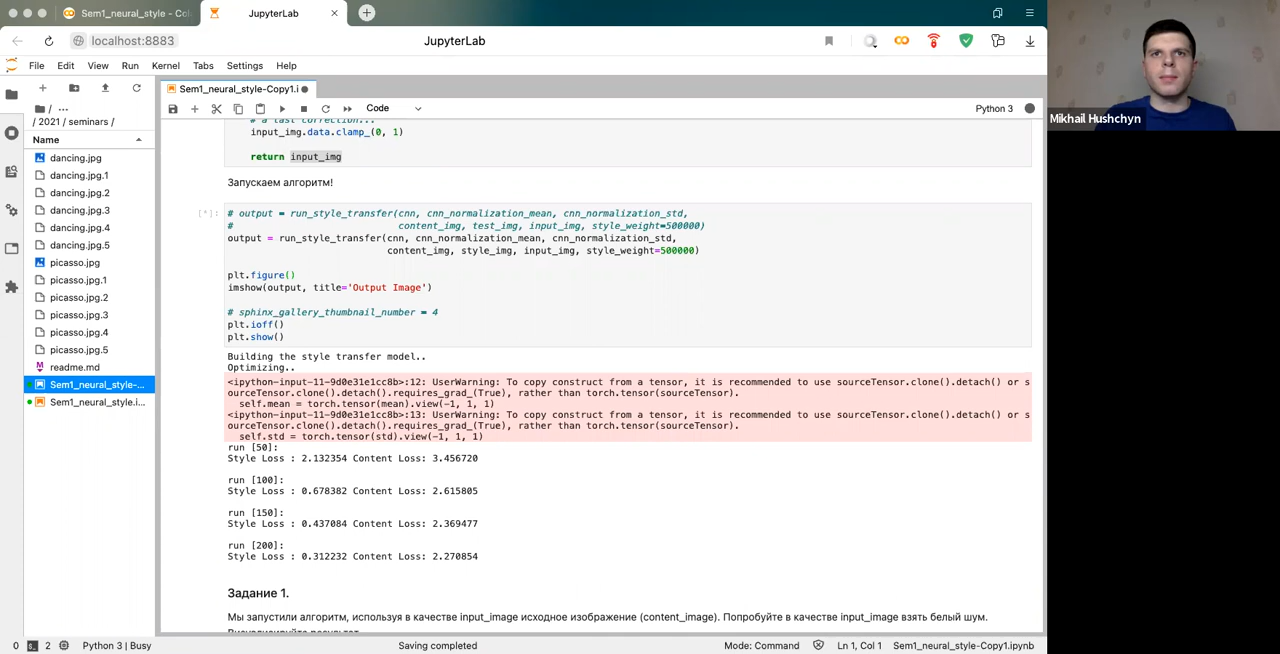 Sem1_neural_style - Col
JupyterLab
localhost:8883
JupyterLab
File Edit View Run Kernel Tabs Settings Help
Sem1_neural_style-Copy1.i
Code
Python 3
/ ...
/ 2021 / seminars /
Name
dancing.jpg
dancing.jpg.1
dancing.jpg.2
dancing.jpg.3
dancing.jpg.4
dancing.jpg.5
picasso.jpg
picasso.jpg.1
picasso.jpg.2
picasso.jpg.3
picasso.jpg.4
picasso.jpg.5
readme.md
Sem1_neural_style-...
Sem1_neural_style.i...
# a last correction...
input_img.data.clamp_(0, 1)
return input_img
Запускаем алгоритм!
[*]:
# output = run_style_transfer(cnn, cnn_normalization_mean, cnn_normalization_std,
# content_img, test_img, input_img, style_weight=500000)
output = run_style_transfer(cnn, cnn_normalization_mean, cnn_normalization_std,
content_img, style_img, input_img, style_weight=500000)
plt.figure()
imshow(output, title='Output Image')
# sphinx_gallery_thumbnail_number = 4
plt.ioff()
plt.show()
Building the style transfer model..
Optimizing..
<ipython-input-11-9d0e31e1cc8b>:12: UserWarning: To copy construct from a tensor, it is recommended to use sourceTensor.clone().detach() or s
ourceTensor.clone().detach().requires_grad_(True), rather than torch.tensor(sourceTensor).
self.mean = torch.tensor(mean).view(-1, 1, 1)
<ipython-input-11-9d0e31e1cc8b>:13: UserWarning: To copy construct from a tensor, it is recommended to use sourceTensor.clone().detach() or s
ourceTensor.clone().detach().requires_grad_(True), rather than torch.tensor(sourceTensor).
self.std = torch.tensor(std).view(-1, 1, 1)
run [50]:
Style Loss : 2.132354 Content Loss: 3.456720
run [100]:
Style Loss : 0.678382 Content Loss: 2.615805
run [150]:
Style Loss : 0.437084 Content Loss: 2.369477
run [200]:
Style Loss : 0.312232 Content Loss: 2.270854
Задание 1.
Мы запустили алгоритм, используя в качестве input_image исходное изображение (content_image). Попробуйте в качестве input_image взять белый шум.
Визуализируйте результат.
0 2 Python 3 | Busy
Saving completed
Mode: Command
Ln 1, Col 1
Sem1_neural_style-Copy1.ipynb
Mikhail Hushchyn